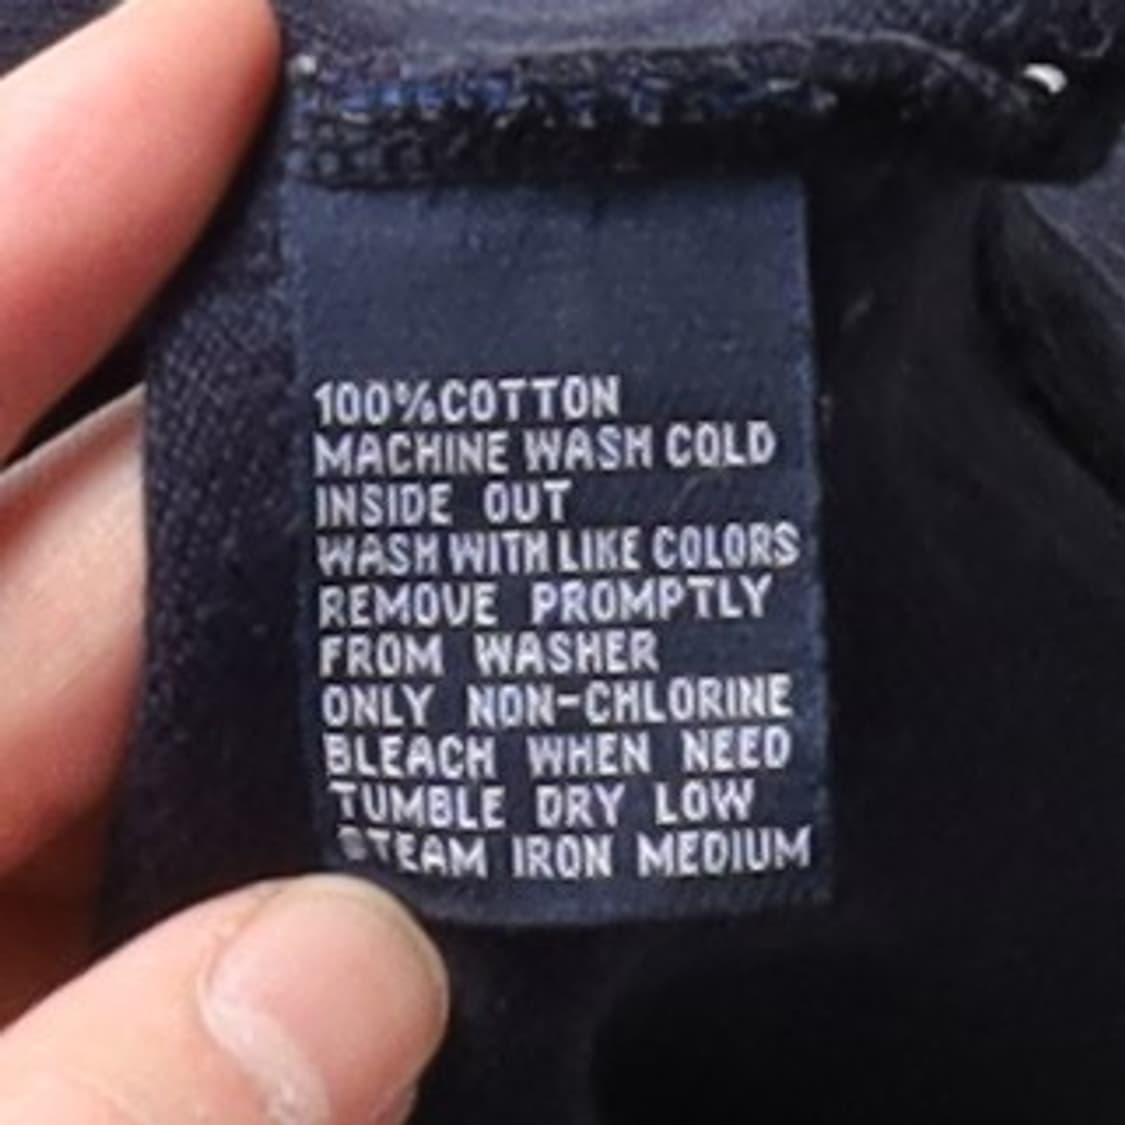 100%COTTON
MACHINE WASH COLD
INSIDE OUT
WASH WITH LIKE COLORS
REMOVE PROMPTLY
FROM WASHER
ONLY NON-CHLORINE
BLEACH WHEN NEED
TUMBLE DRY LOW
STEAM IRON MEDIUM